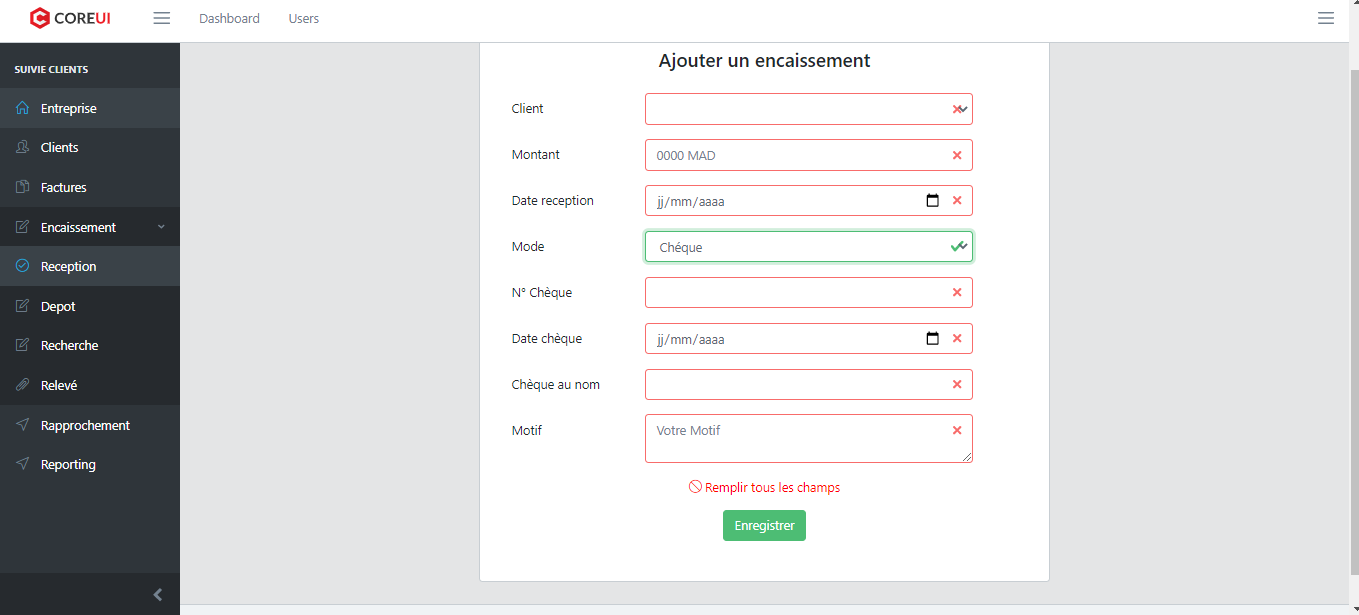 COREUI
Dashboard
Users
SUIVIE CLIENTS
Entreprise
Clients
Factures
Encaissement
Reception
Depot
Recherche
Relevé
Rapprochement
Reporting
Ajouter un encaissement
Client
Montant
0000 MAD
Date reception
jj/mm/aaaa
Mode
Chéque
N° Chèque
Date chèque
jj/mm/aaaa
Chèque au nom
Motif
Votre Motif
Remplir tous les champs
Enregistrer